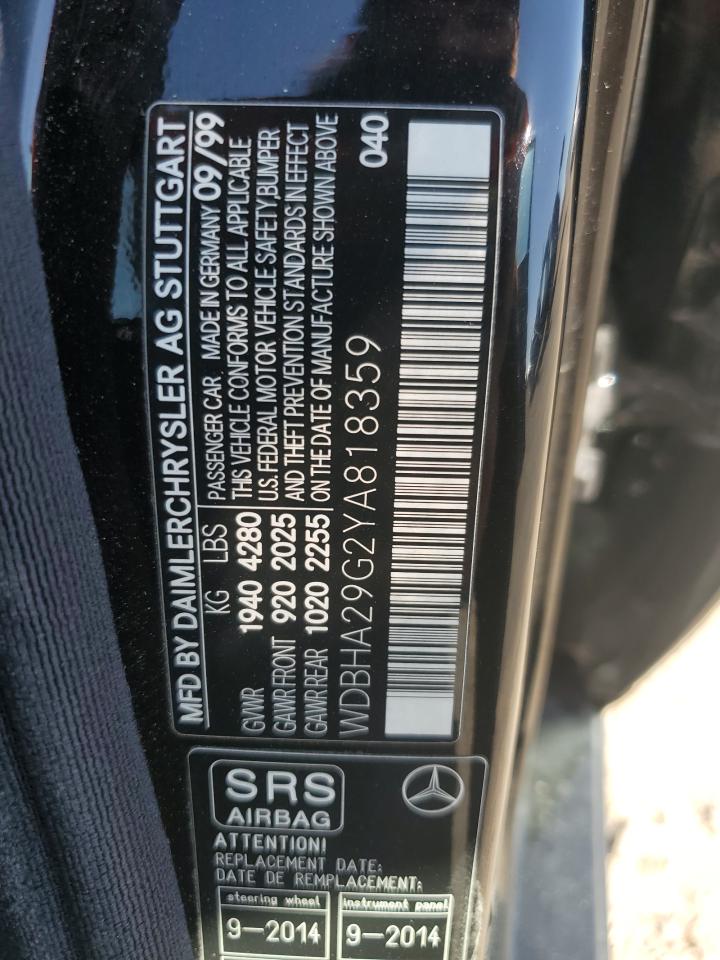 MFD BY DAIMLERCHRYSLER AG STUTTGART
KG LBS PASSENGER CAR. MADE IN GERMANY 09/99
GVWR 1940 4280 THIS VEHICLE CONFORMS TO ALL APPLICABLE
GAWR FRONT 920 2025 U.S. FEDERAL MOTOR VEHICLE SAFETY, BUMPER
GAWR REAR 1020 2255 AND THEFT PREVENTION STANDARDS IN EFFECT
ON THE DATE OF MANUFACTURE SHOWN ABOVE
WDBHA29G2YA818359 040
SRS
AIRBAG
ATTENTION!
REPLACEMENT DATE:
DATE DE REMPLACEMENT:
steering wheel instrument panel
9-2014 9-2014